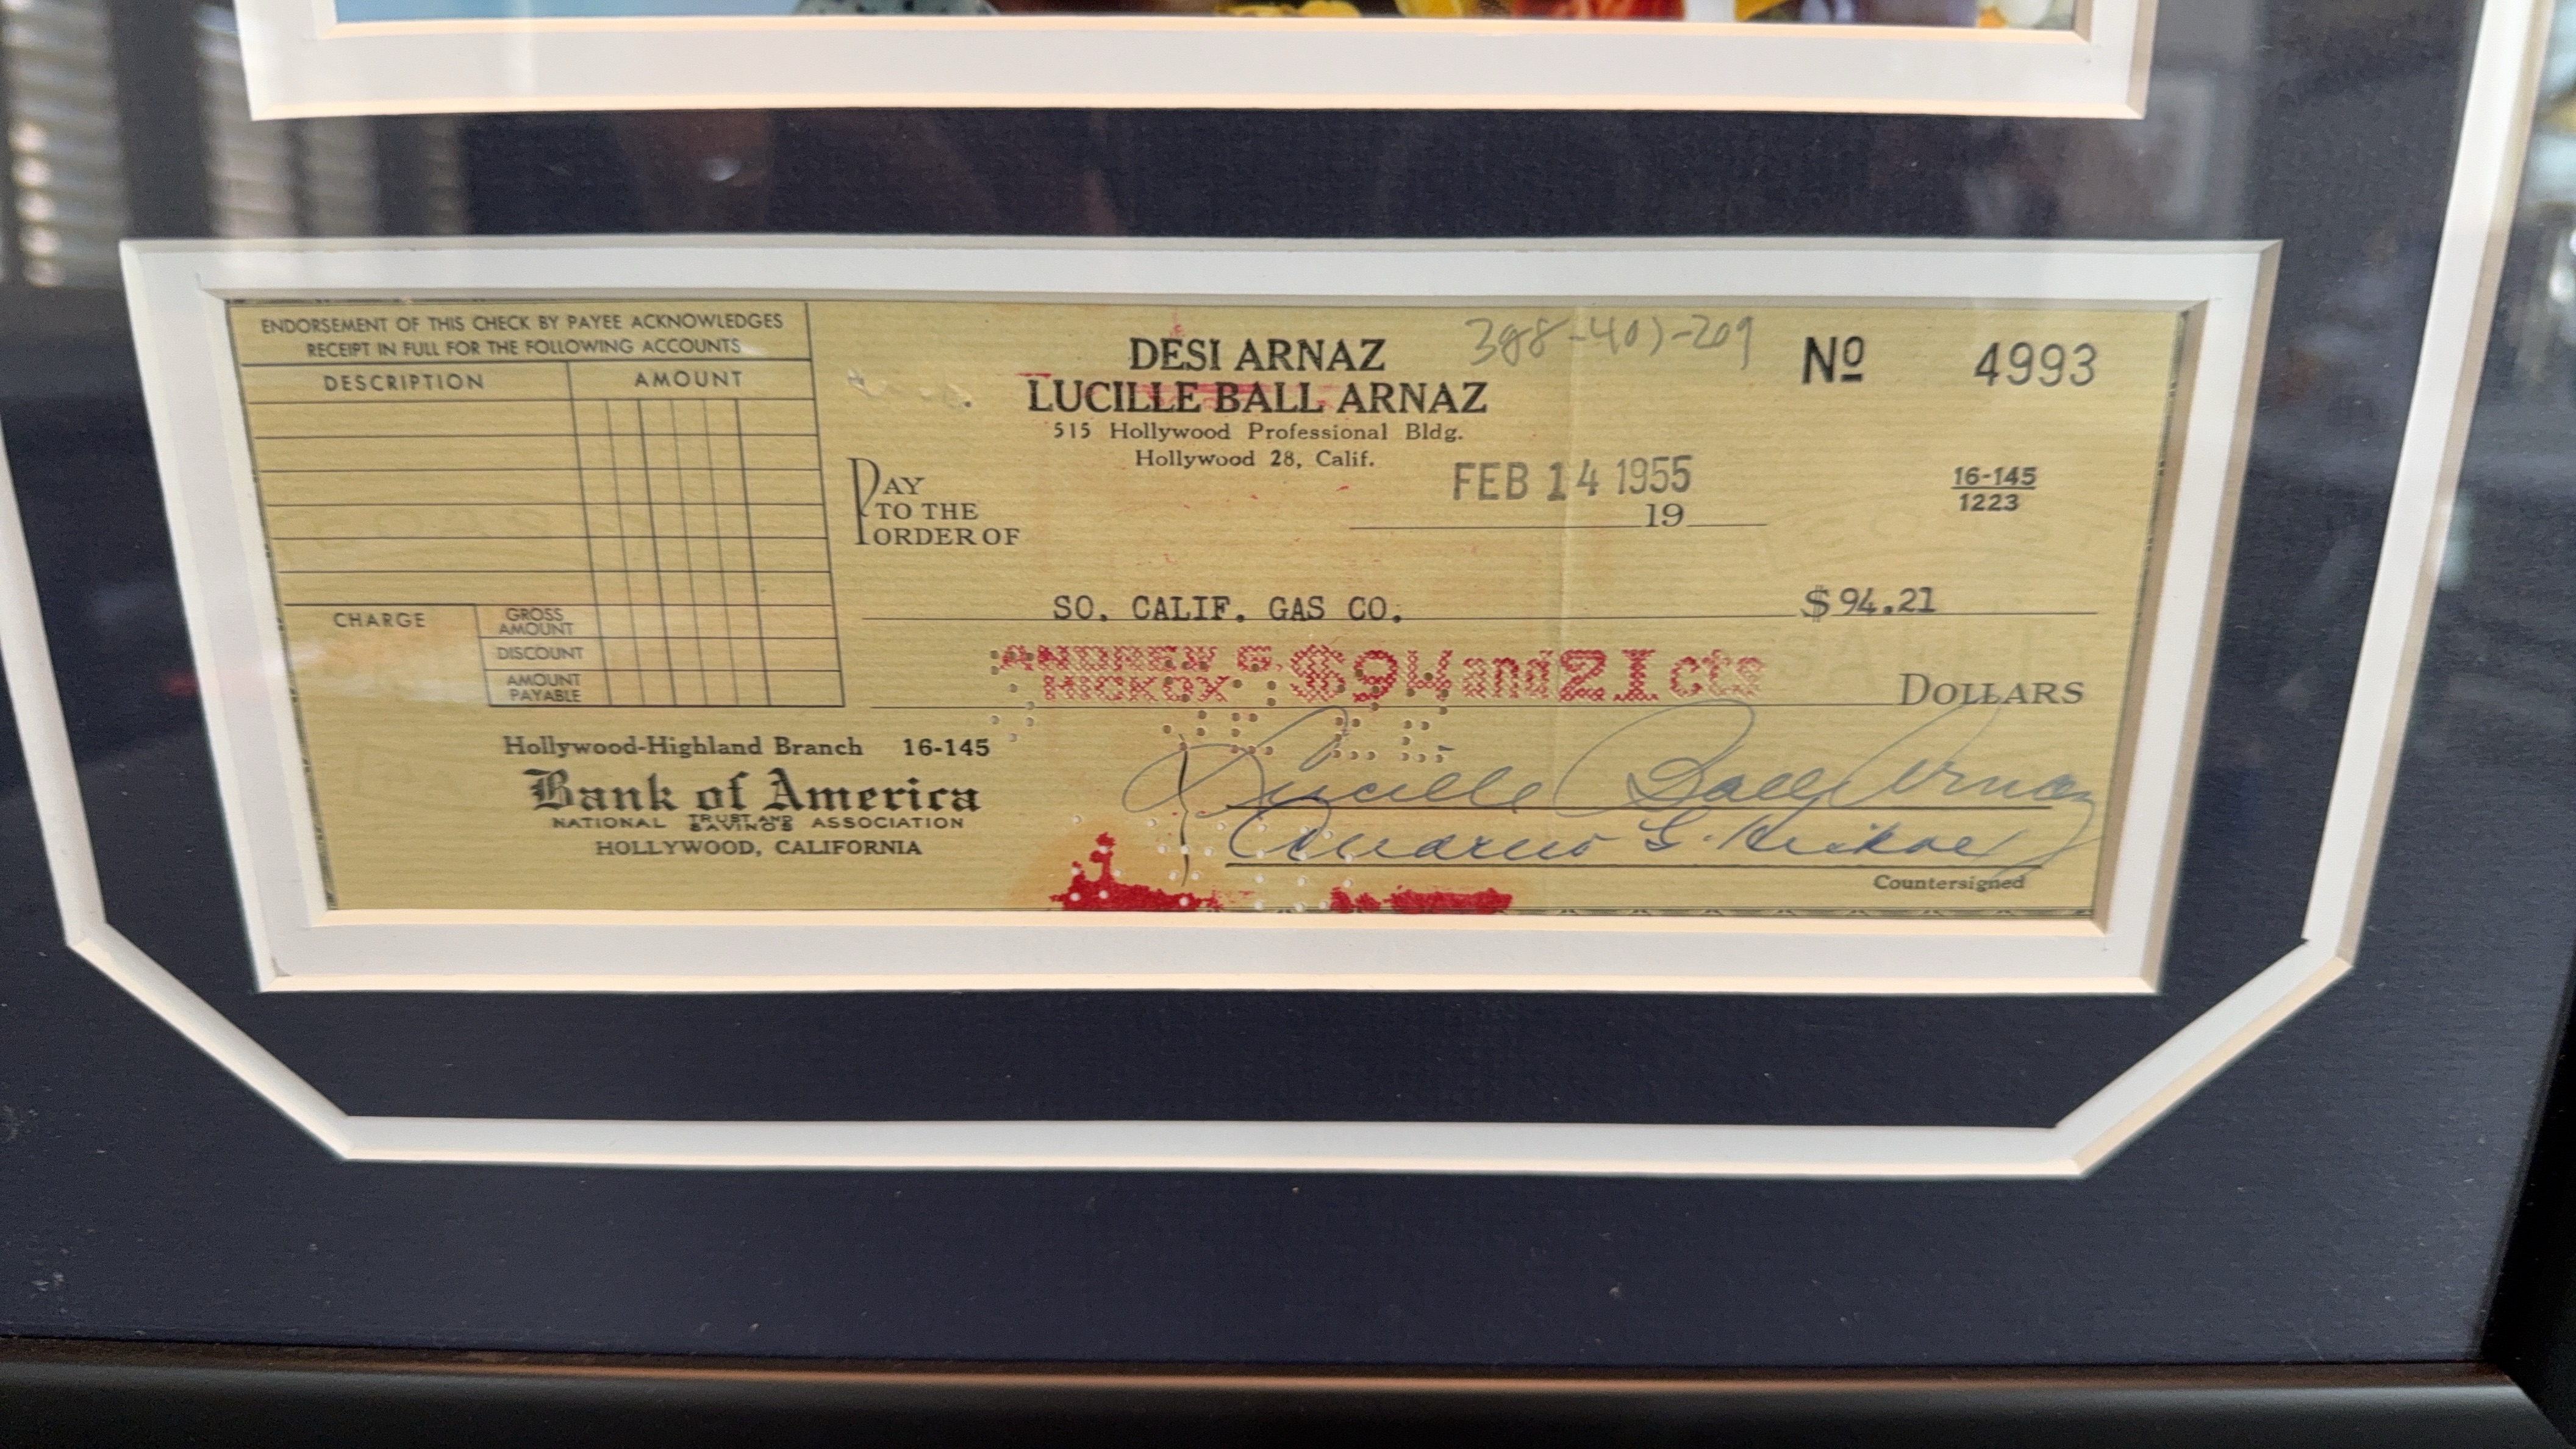 ENDORSEMENT OF THIS CHECK BY PAYEE ACKNOWLEDGES
RECEIPT IN FULL FOR THE FOLLOWING ACCOUNTS
DESCRIPTION AMOUNT
CHARGE
GROSS
AMOUNT
DISCOUNT
AMOUNT
PAYABLE
DESI ARNAZ
LUCILLE BALL ARNAZ
515 Hollywood Professional Bldg.
Hollywood 28, Calif.
Nº 4993
FEB 14 1955
19
16-145
1223
PAY
TO THE
ORDER OF
SO. CALIF. GAS CO. $94.21
ANDREW G. HICKOX $94 and 21 cts DOLLARS
Hollywood-Highland Branch 16-145
Bank of America
NATIONAL TRUST AND SAVINGS ASSOCIATION
HOLLYWOOD, CALIFORNIA
Lucille Ball Arnaz
Countersigned